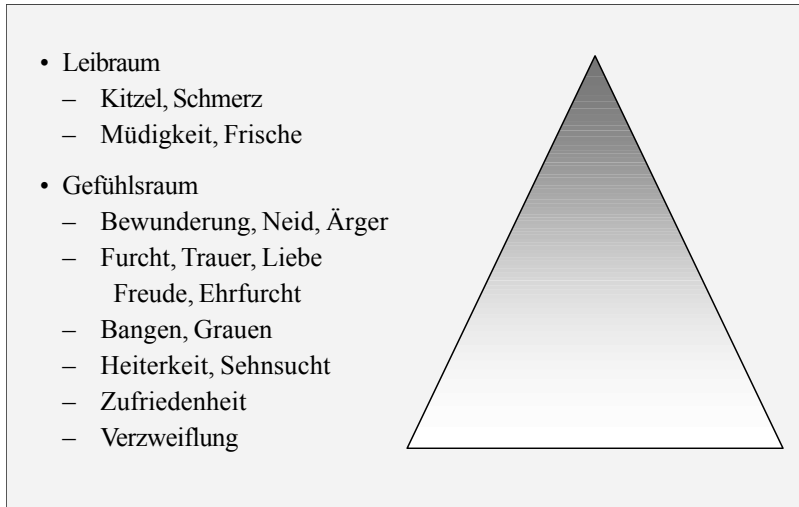 • Leibraum
– Kitzel, Schmerz
– Müdigkeit, Frische
• Gefühlsraum
– Bewunderung, Neid, Ärger
– Furcht, Trauer, Liebe
Freude, Ehrfurcht
– Bangen, Grauen
– Heiterkeit, Sehnsucht
– Zufriedenheit
– Verzweiflung